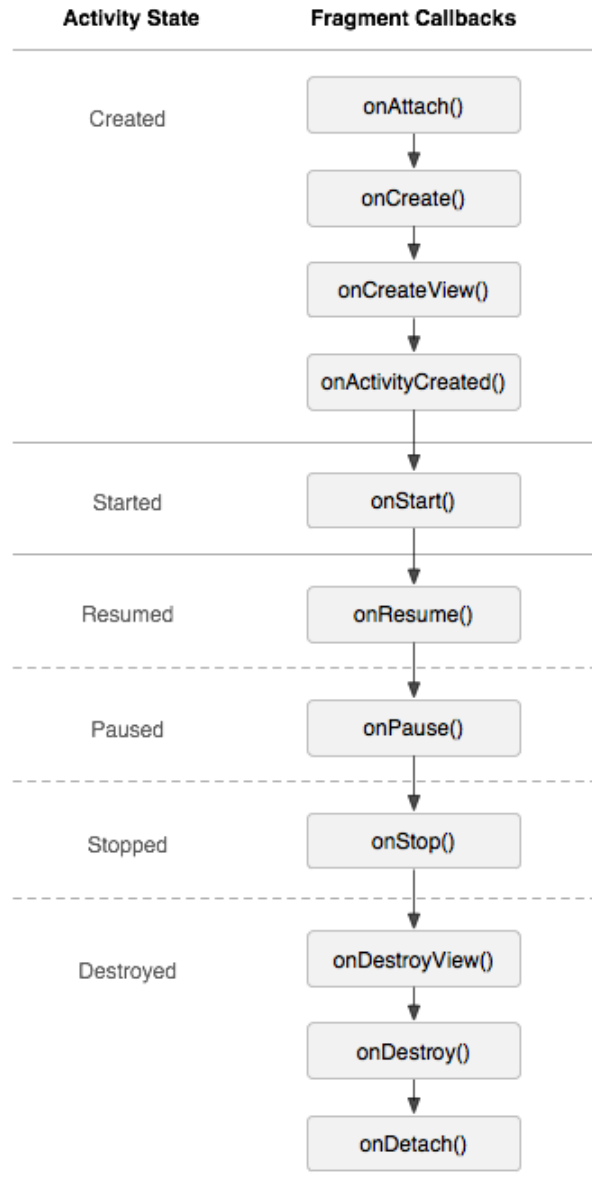 Activity State Fragment Callbacks
Created
onAttach()
onCreate()
onCreateView()
onActivityCreated()
Started onStart()
Resumed onResume()
Paused onPause()
Stopped onStop()
Destroyed onDestroyView()
onDestroy()
onDetach()